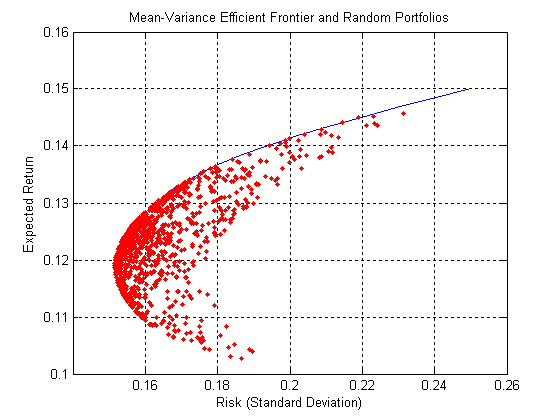 Mean-Variance Efficient Frontier and Random Portfolios
0.16
0.15
0.14
0.13
0.12
0.11
0.1
Expected Return
0.16 0.18 0.2 0.22 0.24 0.26
Risk (Standard Deviation)